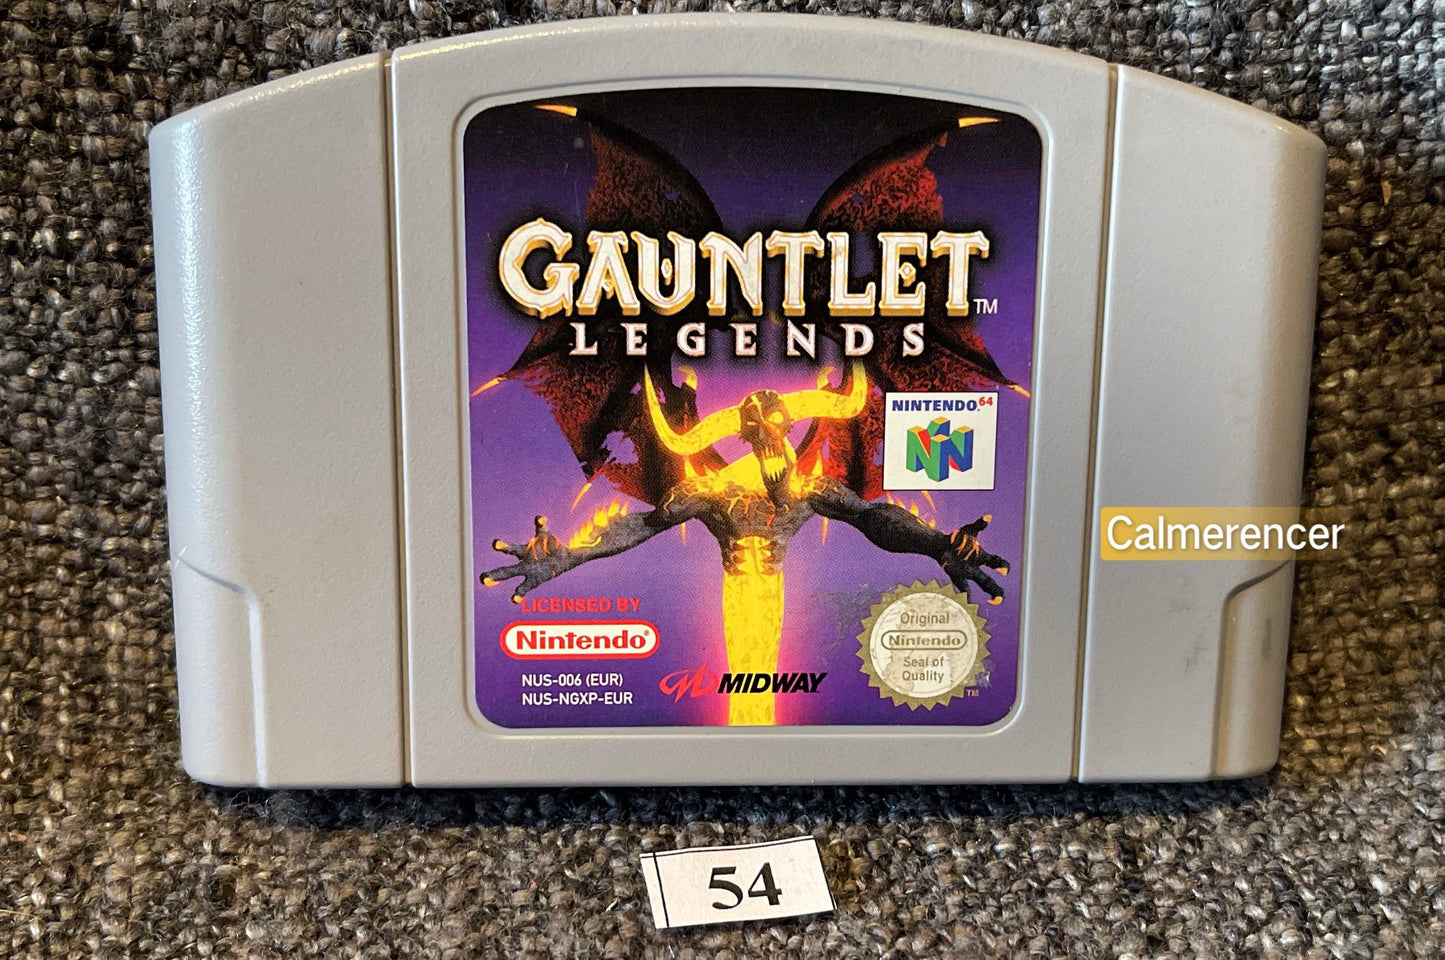 GAUNTLET™
LEGENDS
NINTENDO64
Calmerencer
LICENSED BY
Nintendo®
NUS-006 (EUR)
NUS-NGXP-EUR
MIDWAY
Original
Nintendo
Seal of
Quality
TM
54